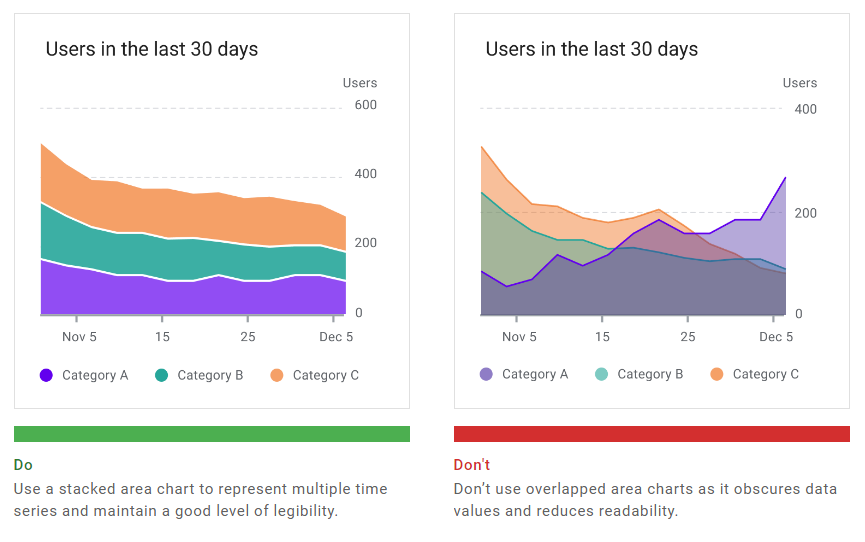 Users in the last 30 days
Users
600
400
200
0
Nov 5
15
25
Dec 5
Category A
Category B
Category C
Do
Use a stacked area chart to represent multiple time
series and maintain a good level of legibility.
Users in the last 30 days
Users
400
200
0
Nov 5
15
25
Dec 5
Category A
Category B
Category C
Don't
Don’t use overlapped area charts as it obscures data
values and reduces readability.